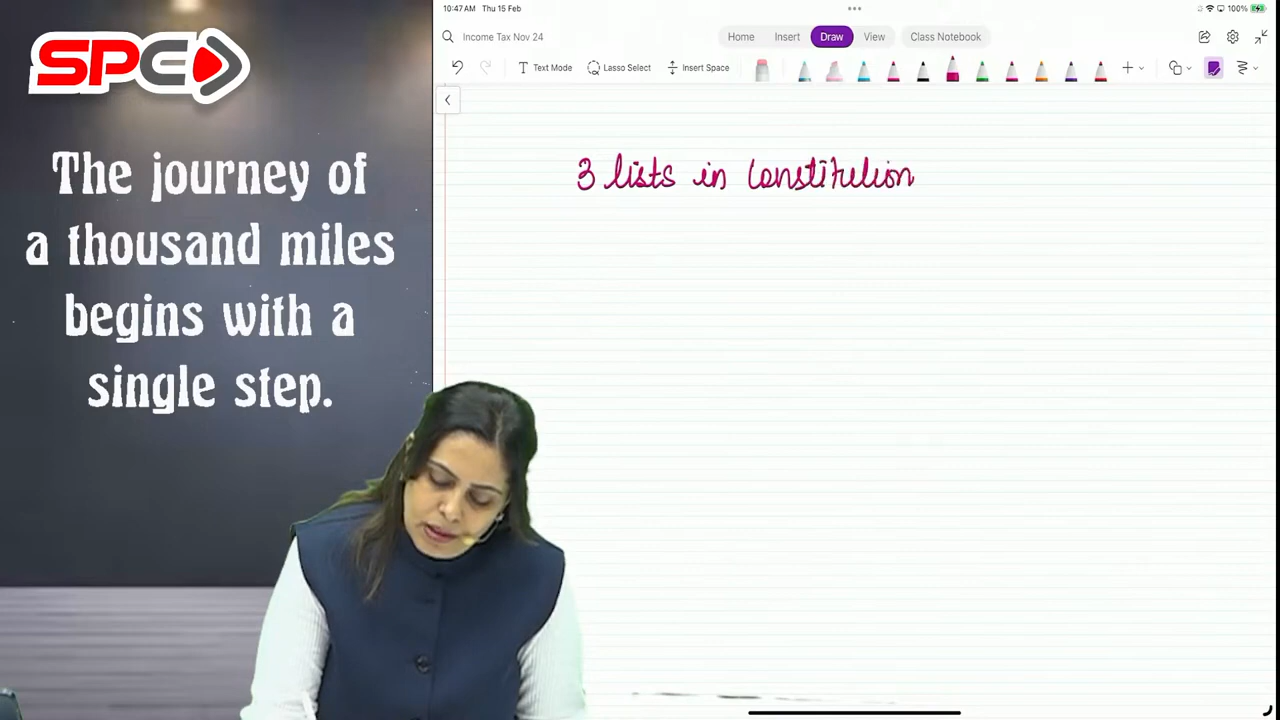 SPE
The journey of
a thousand miles
begins with a
single step.
10:47 AM Thu 15 Feb
100%
Income Tax Nov 24
Home Insert Draw View Class Notebook
Text Mode Lasso Select Insert Space
3 lists in Constitution